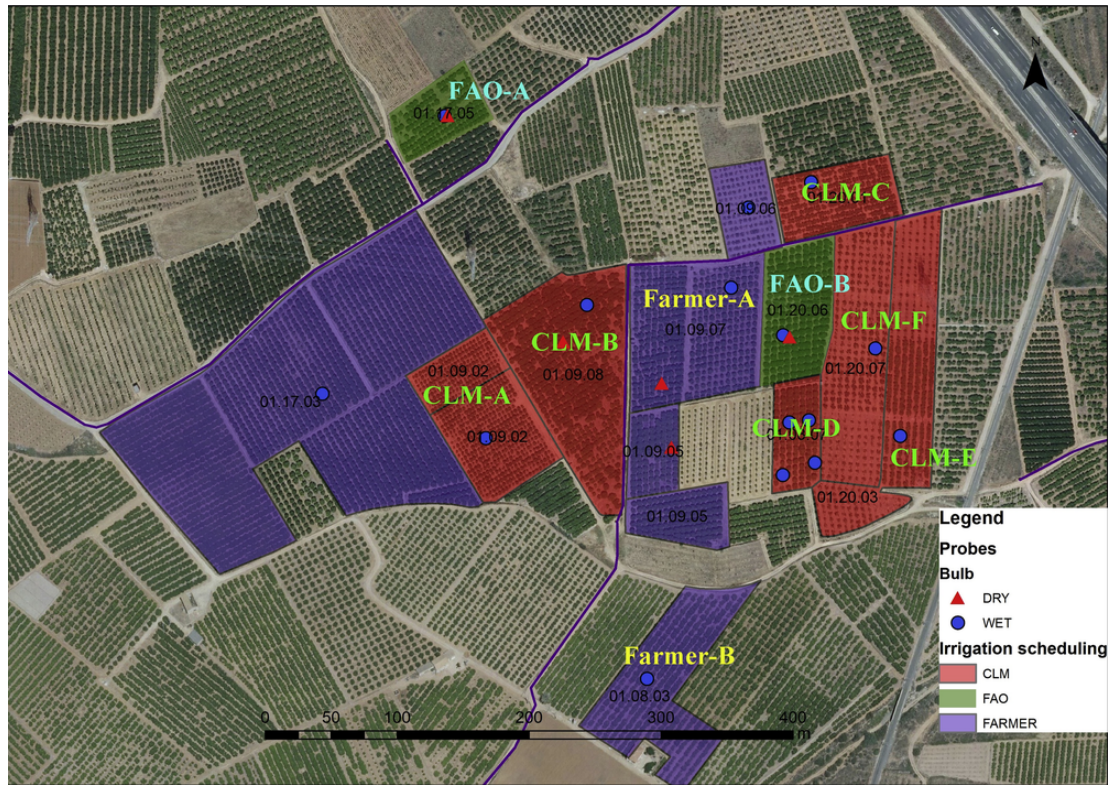 N
FAO-A
01.17.05
CLM-C
01.09.06
Farmer-A
FAO-B
01.09.07
01.20.06
CLM-F
01.20.07
CLM-B
01.09.08
01.09.02
CLM-A
01.09.02
01.17.03
CLM-D
01.09.05
CLM-E
01.20.03
01.09.05
Farmer-B
01.08.03
0 50 100 200 300 400
m
Legend
Probes
Bulb
DRY
WET
Irrigation scheduling
CLM
FAO
FARMER